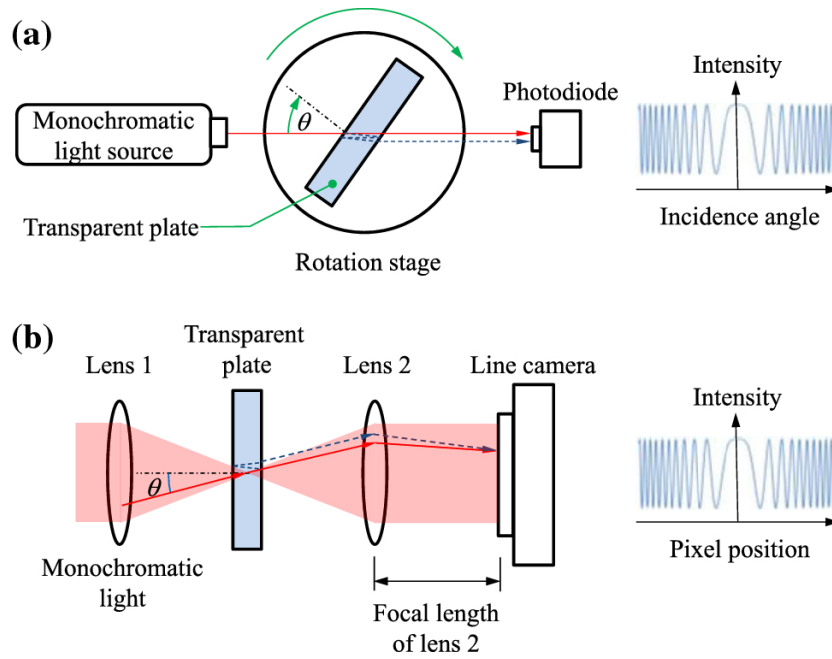 (a)
Monochromatic
light source
θ
Photodiode
Intensity
Transparent plate
Rotation stage
Incidence angle
(b)
Lens 1
Transparent
plate
Lens 2
Line camera
Intensity
θ
Monochromatic
light
Focal length
of lens 2
Pixel position